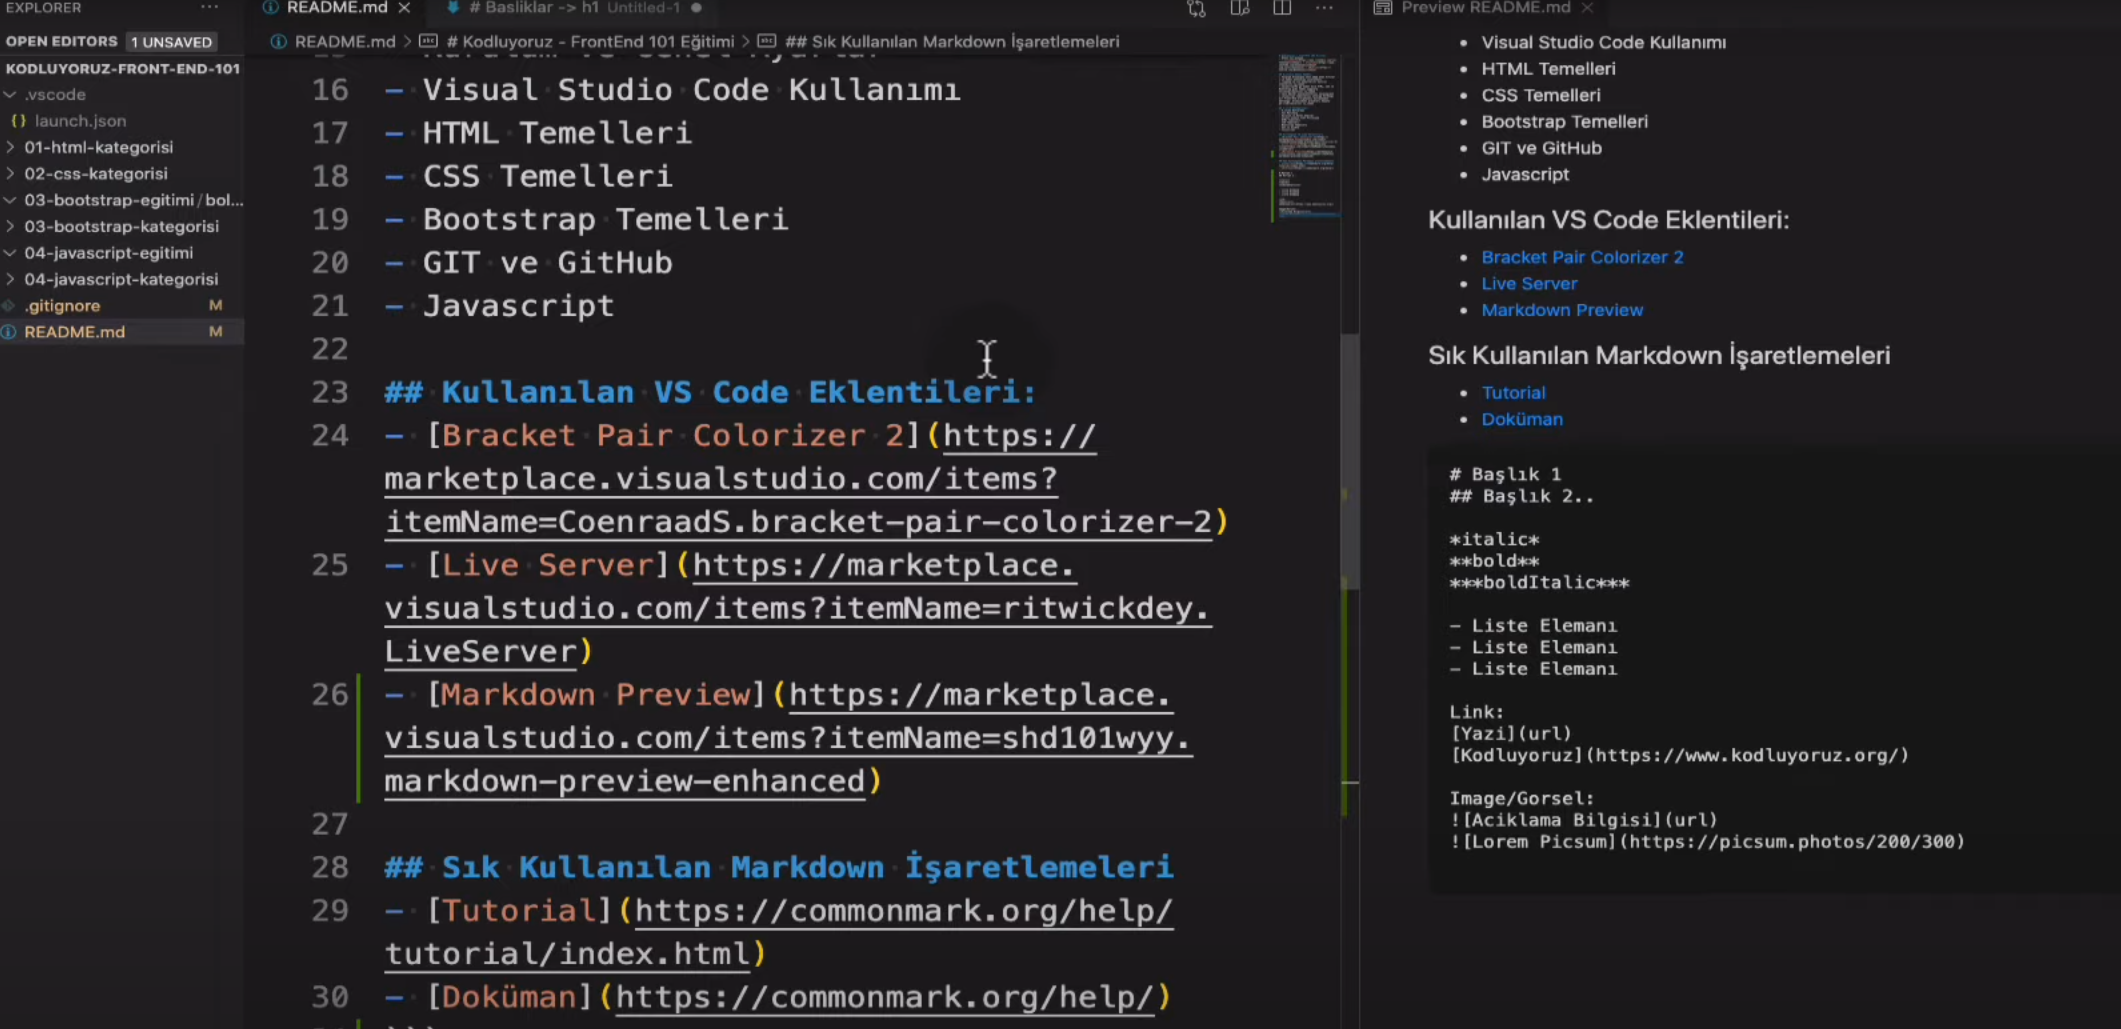 EXPLORER
···
OPEN EDITORS 1 UNSAVED
KODLUYORUZ-FRONT-END-101
.vscode
{} launch.json
01-html-kategorisi
02-css-kategorisi
03-bootstrap-egitimi/bol...
03-bootstrap-kategorisi
04-javascript-egitimi
04-javascript-kategorisi
.gitignore M
README.md M
README.md # Basliklar -> h1 Untitled-1
README.md > # Kodluyoruz - FrontEnd 101 Eğitimi > ## Sık Kullanılan Markdown İşaretlemeleri
16 - Visual Studio Code Kullanımı
17 - HTML Temelleri
18 - CSS Temelleri
19 - Bootstrap Temelleri
20 - GIT ve GitHub
21 - Javascript
22
23 ## Kullanılan VS Code Eklentileri:
24 - [Bracket Pair Colorizer 2](https://
marketplace.visualstudio.com/items?
itemName=CoenraadS.bracket-pair-colorizer-2)
25 - [Live Server](https://marketplace.
visualstudio.com/items?itemName=ritwickdey.
LiveServer)
26 - [Markdown Preview](https://marketplace.
visualstudio.com/items?itemName=shd101wyy.
markdown-preview-enhanced)
27
28 ## Sık Kullanılan Markdown İşaretlemeleri
29 - [Tutorial](https://commonmark.org/help/
tutorial/index.html)
30 - [Doküman](https://commonmark.org/help/)
Preview README.md
• Visual Studio Code Kullanımı
• HTML Temelleri
• CSS Temelleri
• Bootstrap Temelleri
• GIT ve GitHub
• Javascript
Kullanılan VS Code Eklentileri:
• Bracket Pair Colorizer 2
• Live Server
• Markdown Preview
Sık Kullanılan Markdown İşaretlemeleri
• Tutorial
• Doküman
# Başlık 1
## Başlık 2..
*italic*
**bold**
***boldItalic***
- Liste Elemanı
- Liste Elemanı
- Liste Elemanı
Link:
[Yazi](url)
[Kodluyoruz](https://www.kodluyoruz.org/)
Image/Gorsel:
![Aciklama Bilgisi](url)
![Lorem Picsum](https://picsum.photos/200/300)